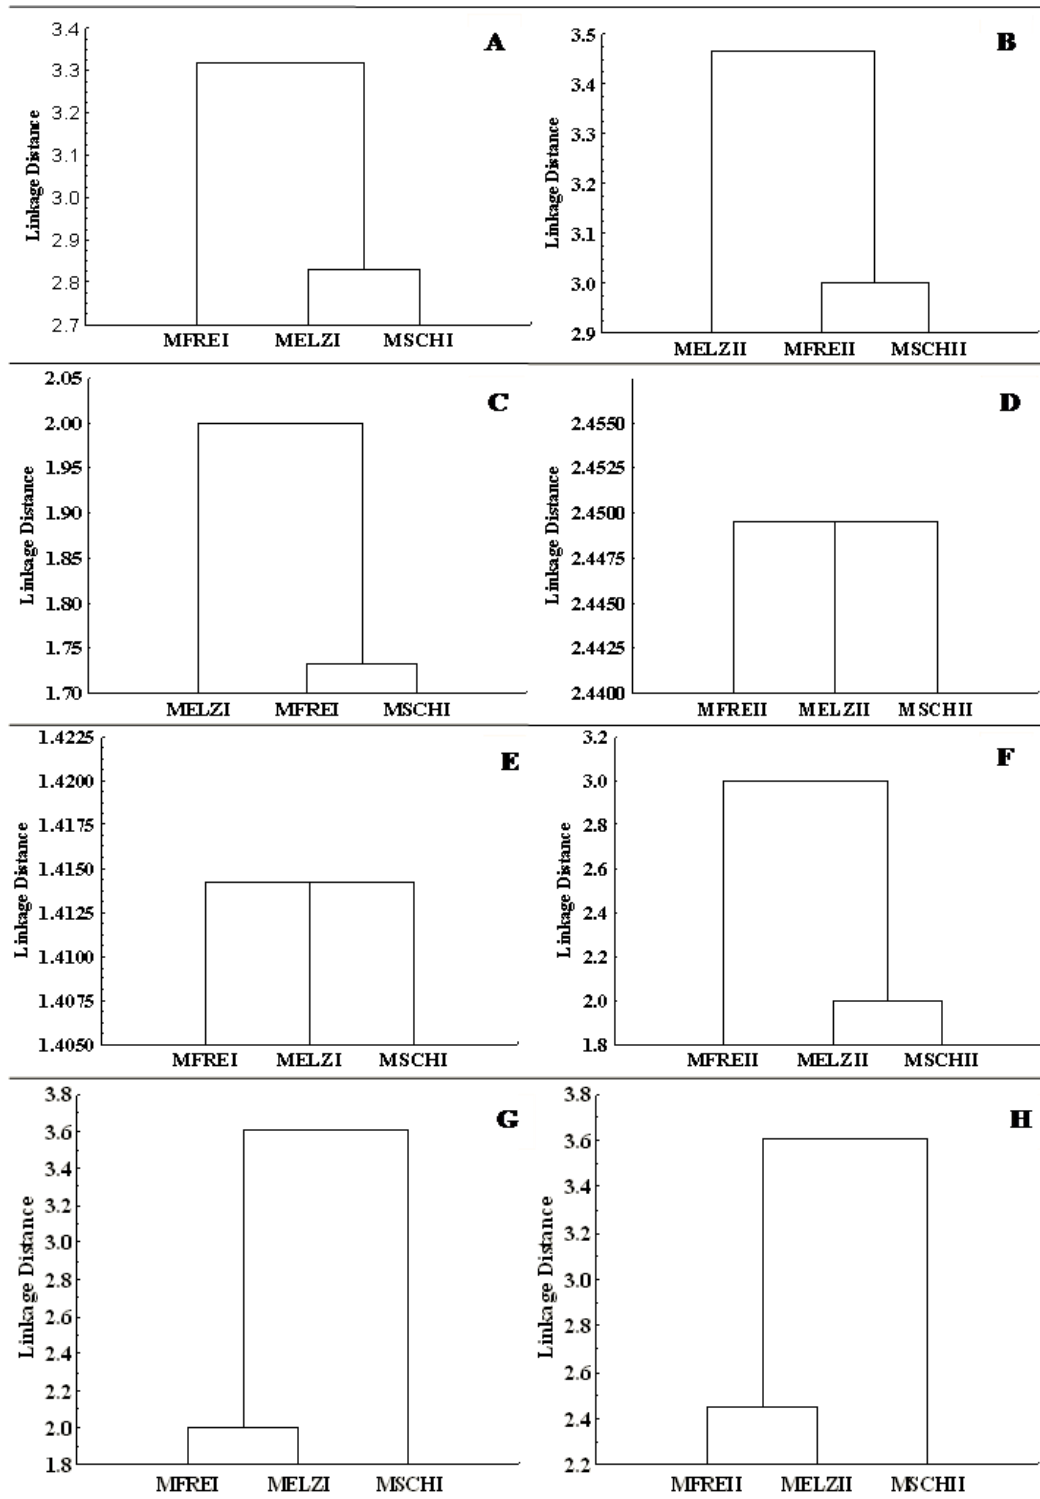 A
3.4
3.3
3.2
3.1
3.0
2.9
2.8
2.7
Linkage Distance
MFREI MELZI MSCHI
B
3.5
3.4
3.3
3.2
3.1
3.0
2.9
Linkage Distance
MELZII MFREII MSCHII
C
2.05
2.00
1.95
1.90
1.85
1.80
1.75
1.70
Linkage Distance
MELZI MFREI MSCHI
D
2.4550
2.4525
2.4500
2.4475
2.4450
2.4425
2.4400
Linkage Distance
MFREII MELZII MSCHII
E
1.4225
1.4200
1.4175
1.4150
1.4125
1.4100
1.4075
1.4050
Linkage Distance
MFREI MELZI MSCHI
F
3.2
3.0
2.8
2.6
2.4
2.2
2.0
1.8
Linkage Distance
MFREII MELZII MSCHII
G
3.8
3.6
3.4
3.2
3.0
2.8
2.6
2.4
2.2
2.0
1.8
Linkage Distance
MFREI MELZI MSCHI
H
3.8
3.6
3.4
3.2
3.0
2.8
2.6
2.4
2.2
Linkage Distance
MFREII MELZII MSCHII